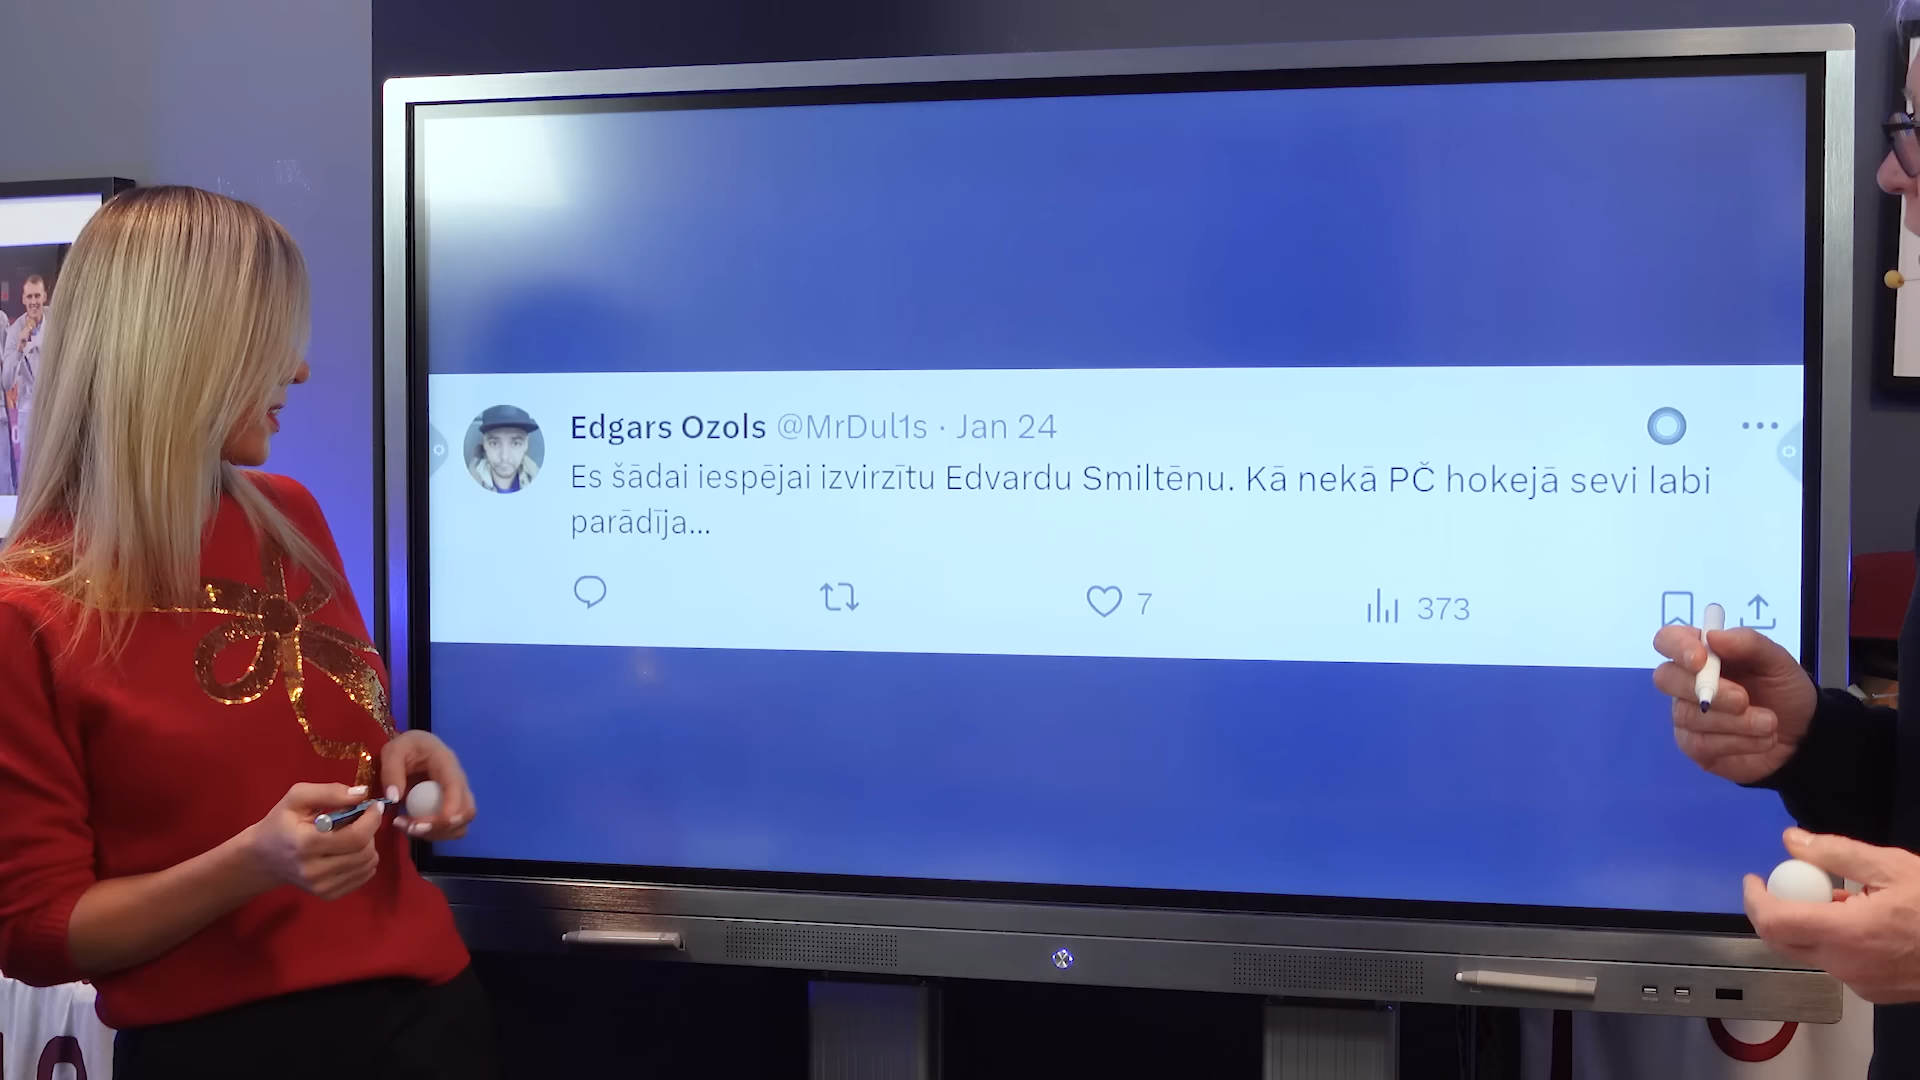 Edgars Ozols @MrDul1s · Jan 24
Es šādai iespējai izvirzītu Edvardu Smiltēnu. Kā nekā PČ hokejā sevi labi
parādīja...
7
373